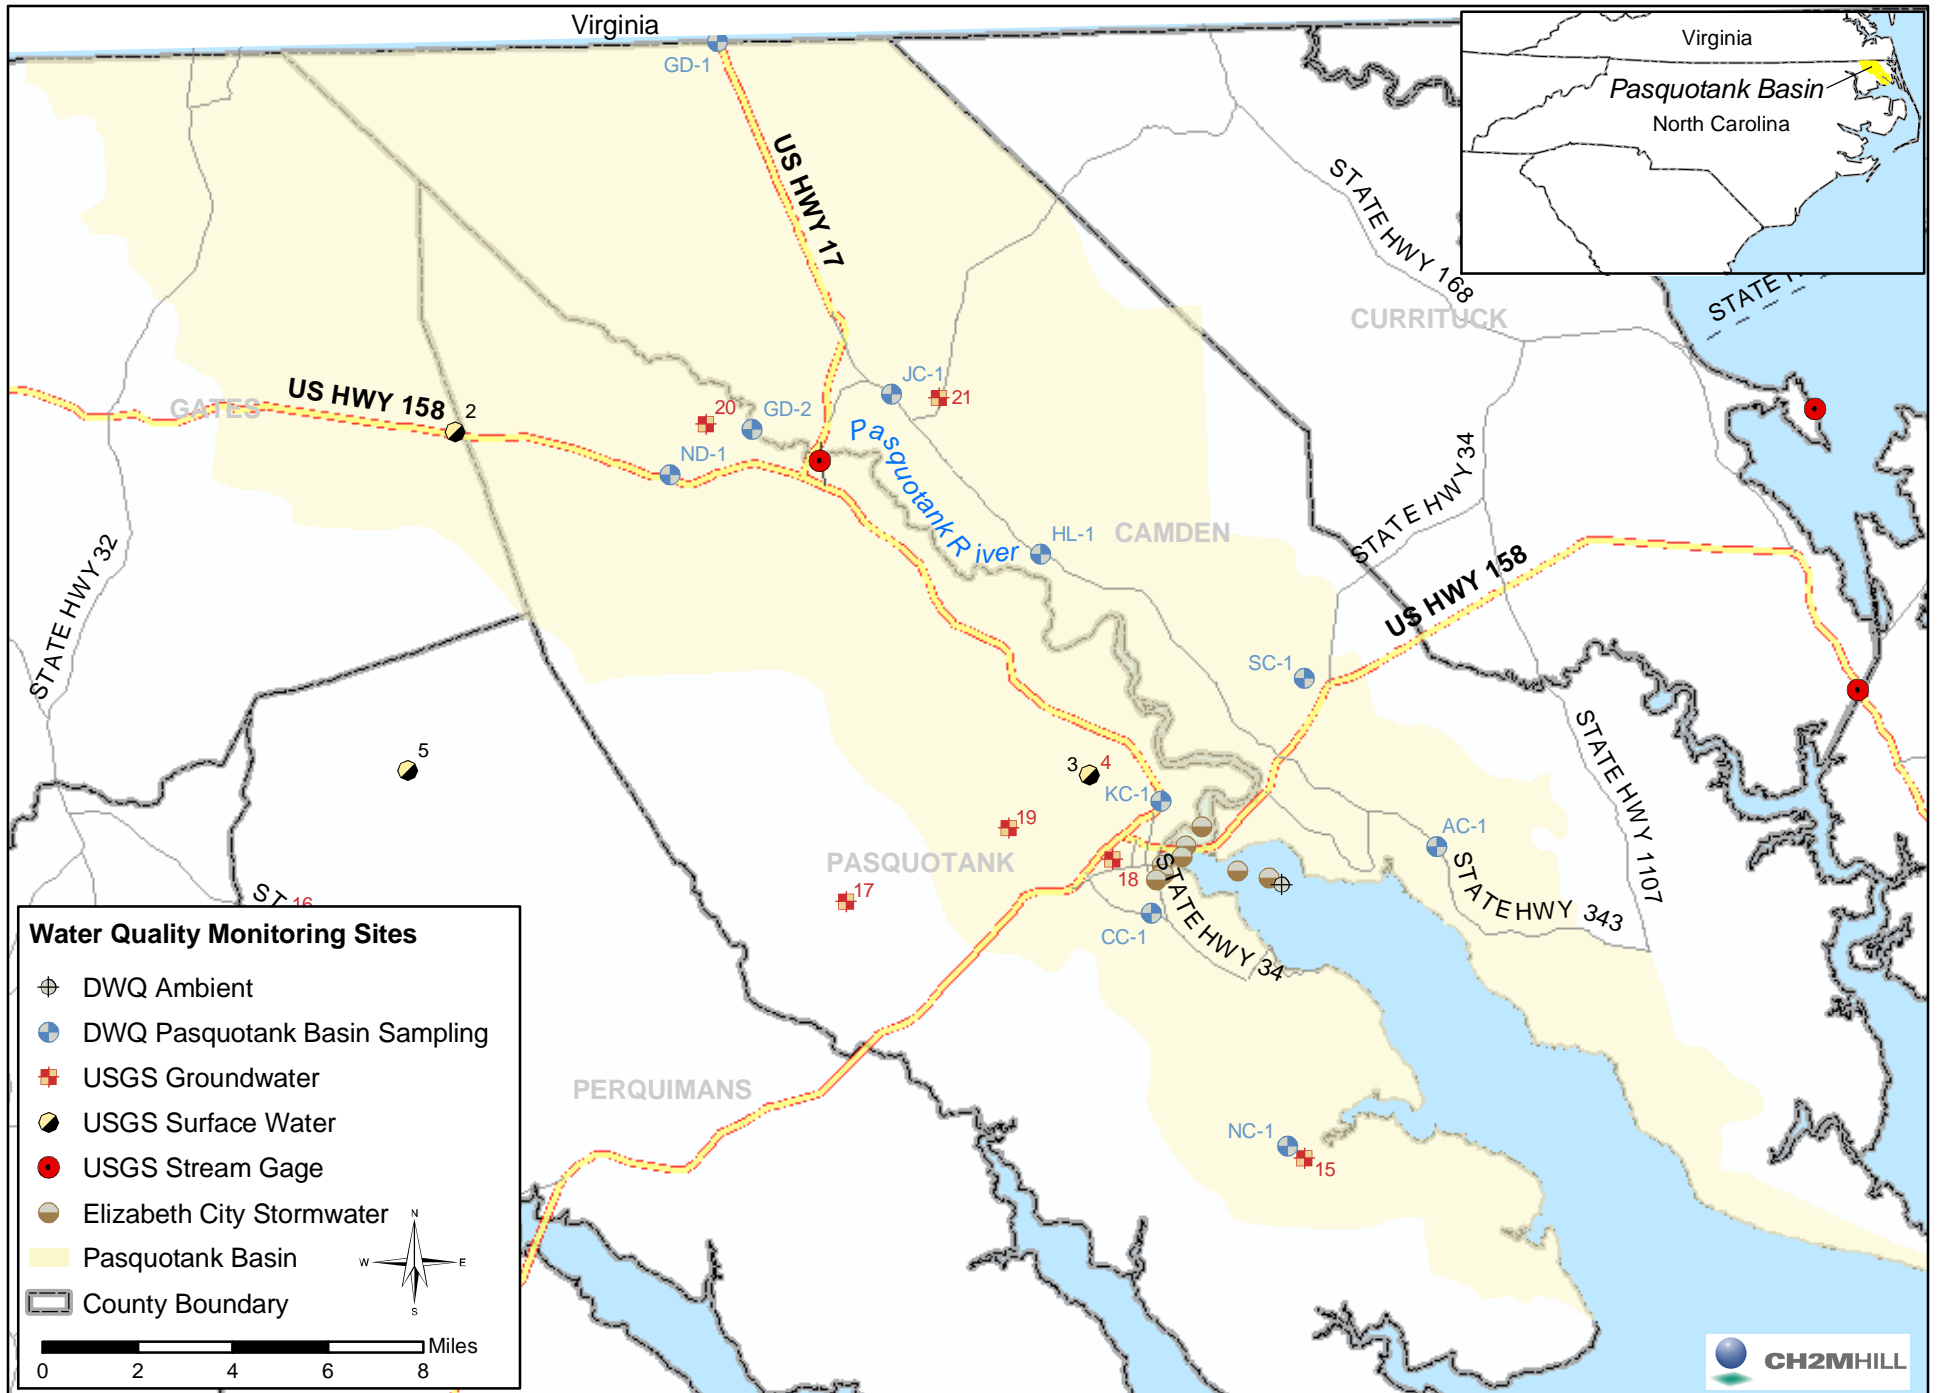 Virginia
GD-1
US HWY 17
STATE HWY 168
CURRITUCK
Virginia
Pasquotank Basin
North Carolina
GATES
US HWY 158
2
20
GD-2
ND-1
JC-1
21
Pasquotank River
HL-1
CAMDEN
STATE HWY 34
US HWY 158
STATE HWY 32
SC-1
STATE HWY 1107
5
3
4
KC-1
19
PASQUOTANK
18
17
AC-1
STATE HWY 343
STATE HWY 34
CC-1
16
PERQUIMANS
NC-1
15
Water Quality Monitoring Sites
DWQ Ambient
DWQ Pasquotank Basin Sampling
USGS Groundwater
USGS Surface Water
USGS Stream Gage
Elizabeth City Stormwater
Pasquotank Basin
County Boundary
N
W
E
S
Miles
0 2 4 6 8
STATE
ST
CH2MHILL